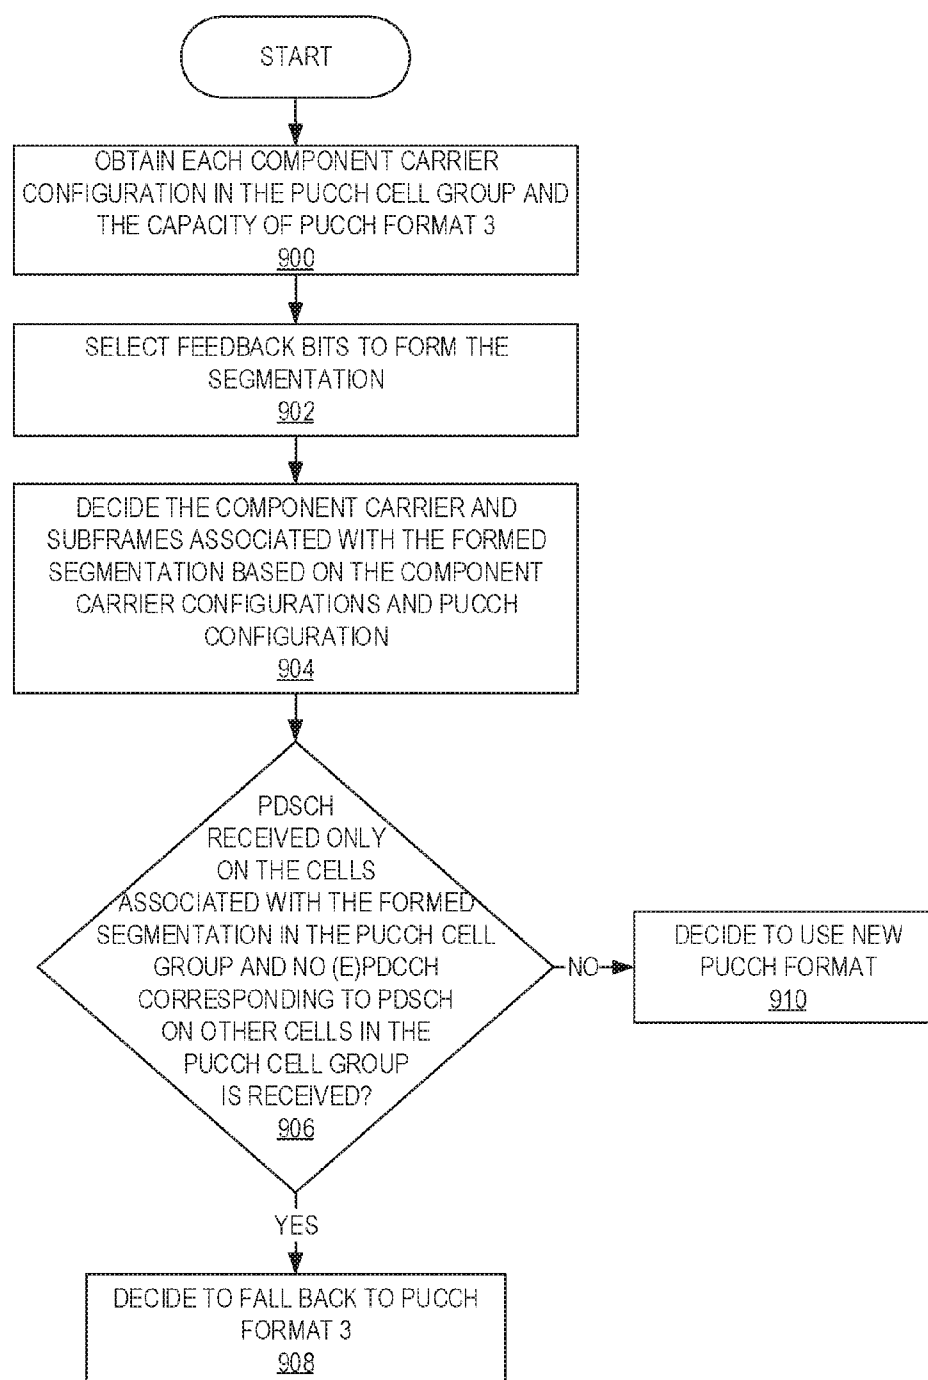 START
OBTAIN EACH COMPONENT CARRIER
CONFIGURATION IN THE PUCCH CELL GROUP AND
THE CAPACITY OF PUCCH FORMAT 3
900
SELECT FEEDBACK BITS TO FORM THE
SEGMENTATION
902
DECIDE THE COMPONENT CARRIER AND
SUBFRAMES ASSOCIATED WITH THE FORMED
SEGMENTATION BASED ON THE COMPONENT
CARRIER CONFIGURATIONS AND PUCCH
CONFIGURATION
904
PDSCH
RECEIVED ONLY
ON THE CELLS
ASSOCIATED WITH THE FORMED
SEGMENTATION IN THE PUCCH CELL
GROUP AND NO (E)PDCCH
CORRESPONDING TO PDSCH
ON OTHER CELLS IN THE
PUCCH CELL GROUP
IS RECEIVED?
906
NO
DECIDE TO USE NEW
PUCCH FORMAT
910
YES
DECIDE TO FALL BACK TO PUCCH
FORMAT 3
908